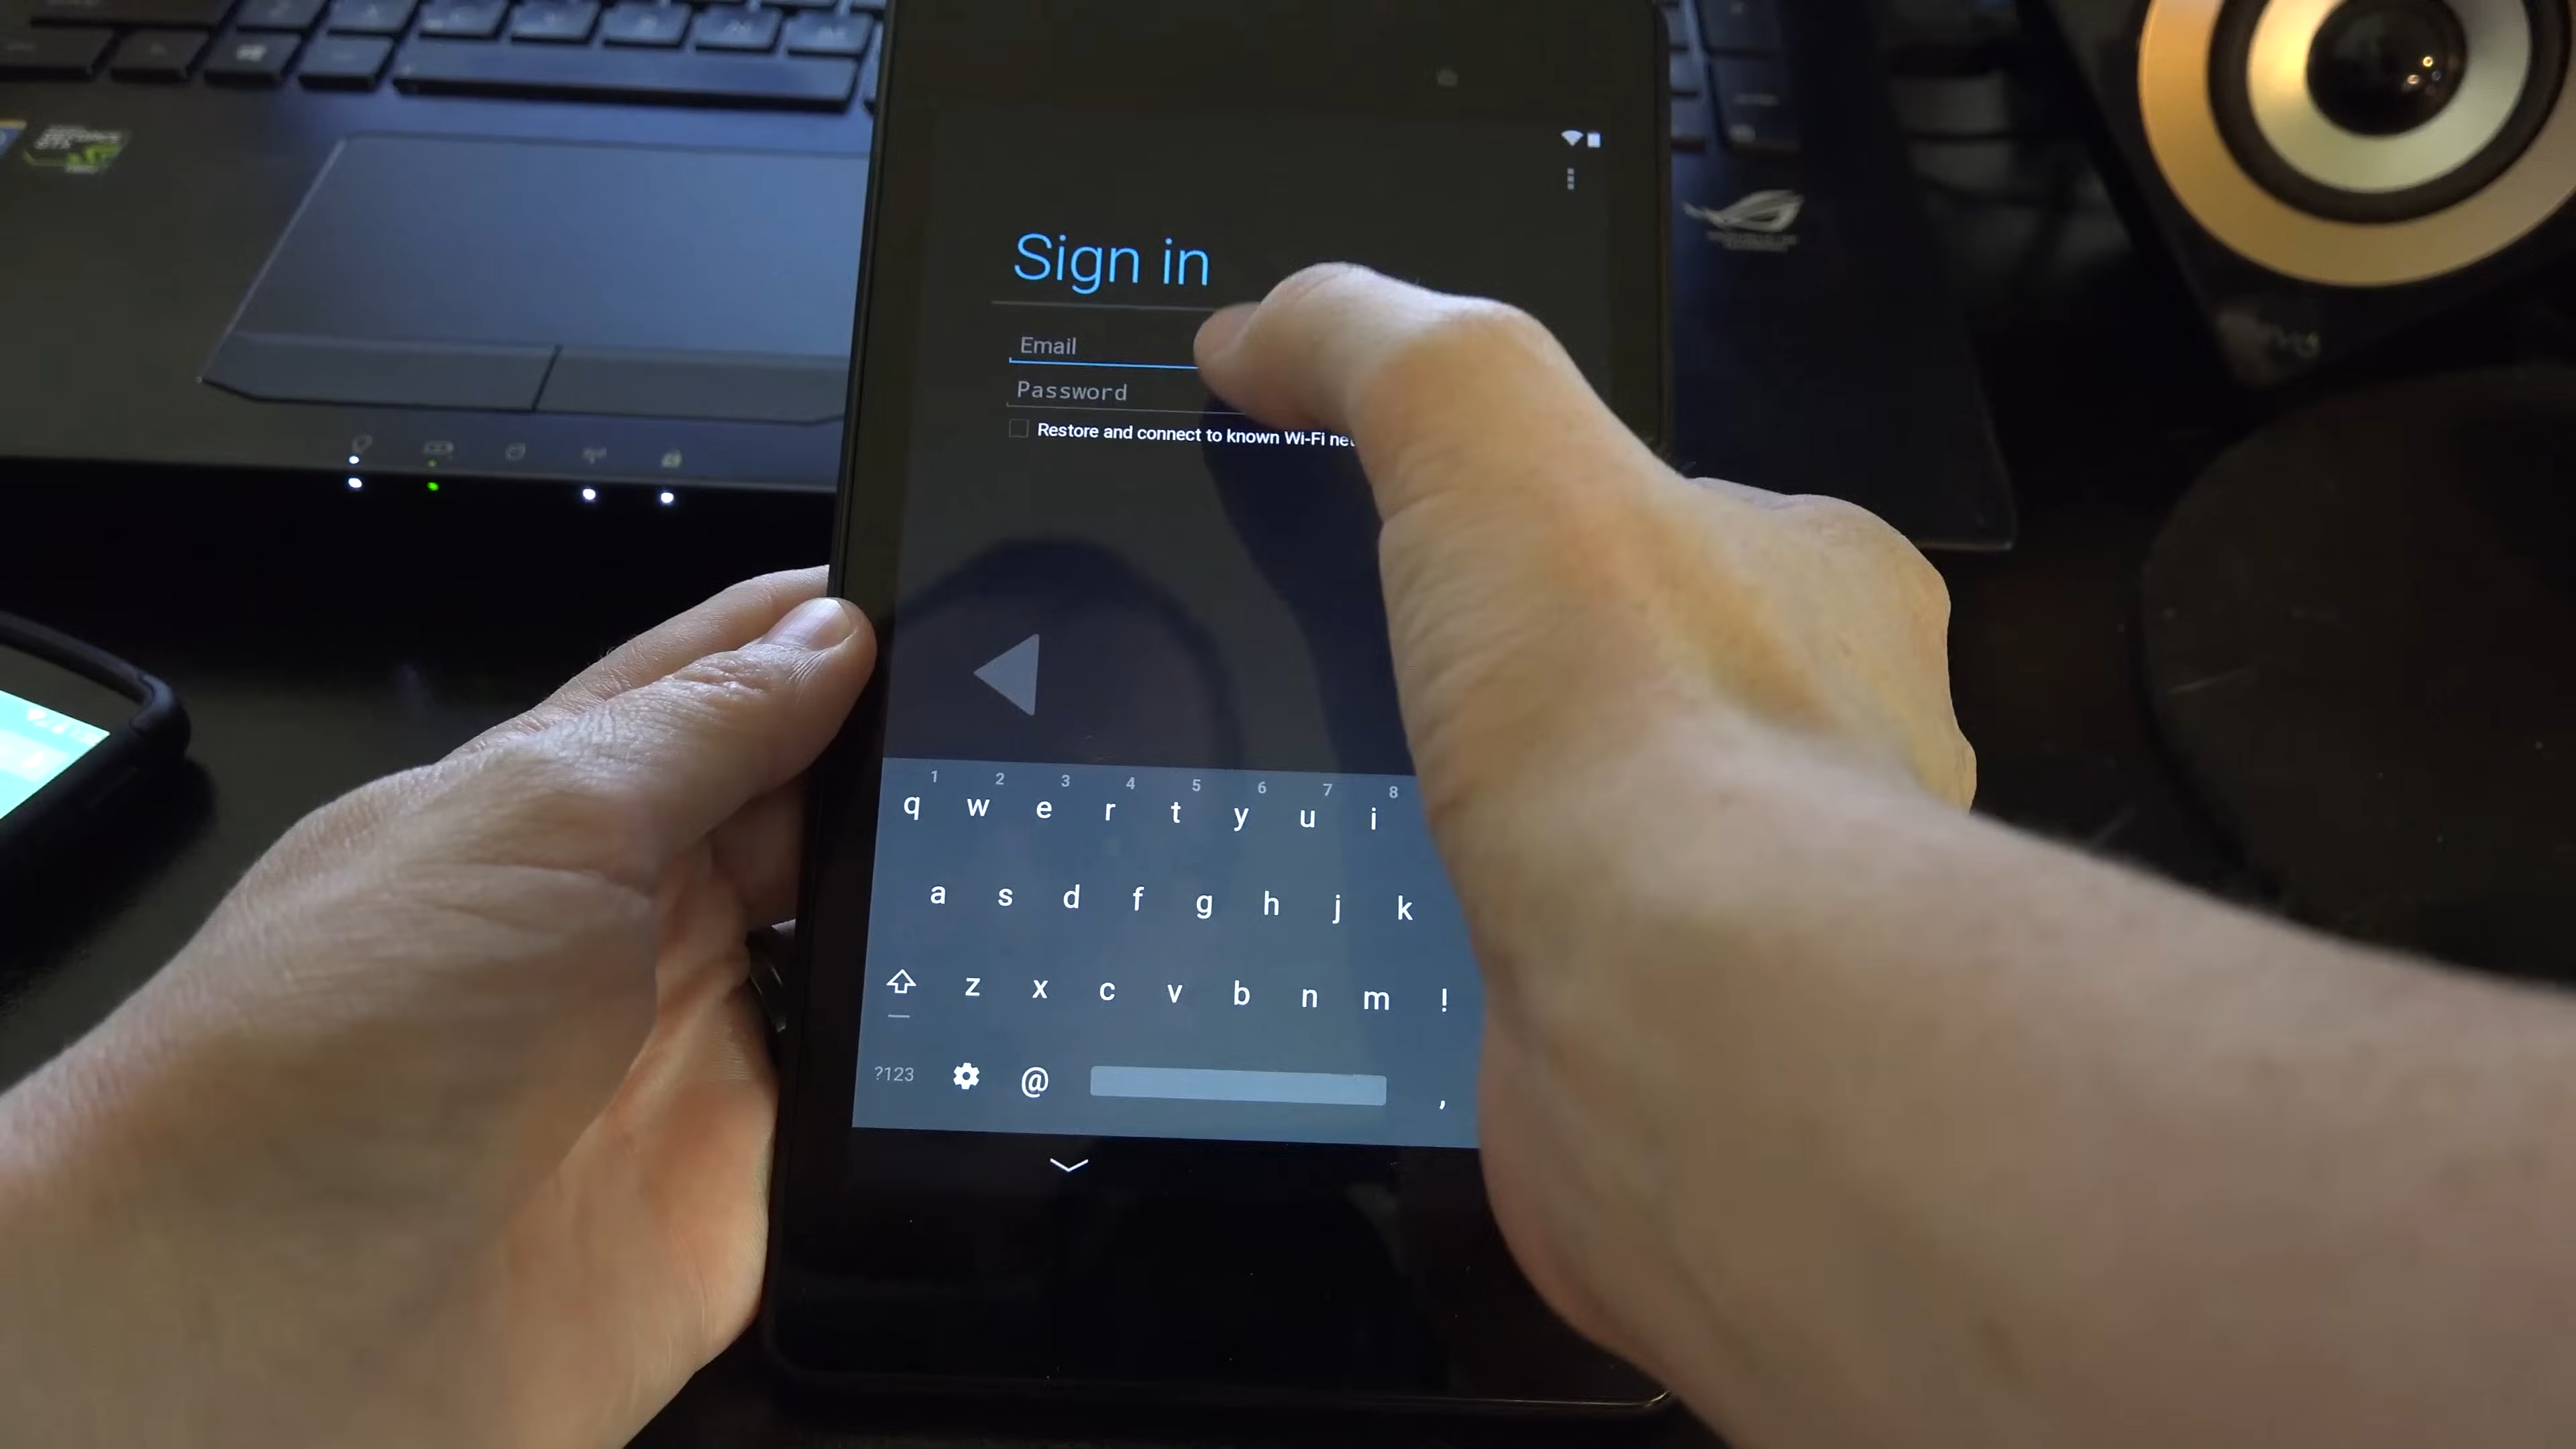 Sign in
Email
Password
Restore and connect to known Wi-Fi
1 2 3 4 5 6 7 8
q w e r t y u i
a s d f g h j k
z x c v b n m !
?123 @ ,